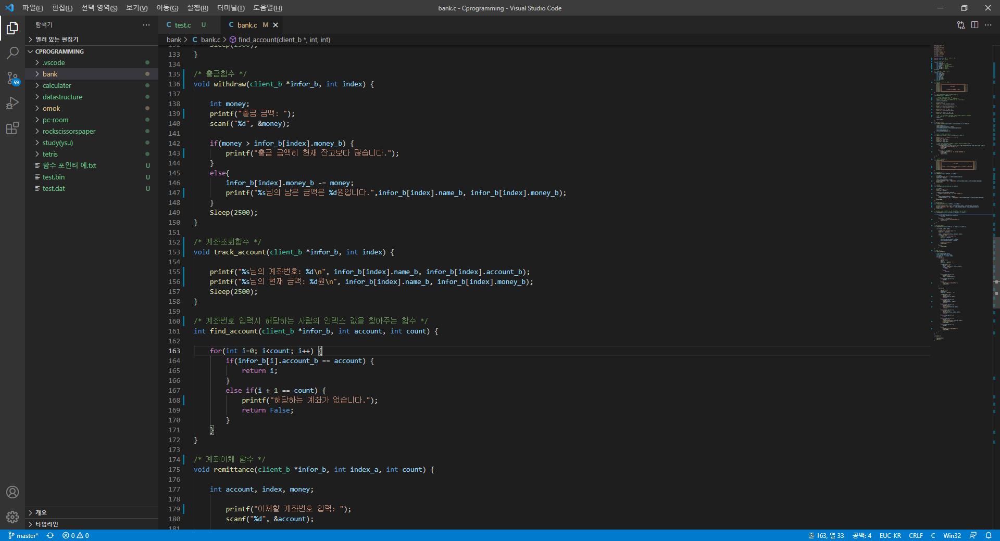 파일(F) 편집(E) 선택 영역(S) 보기(V) 이동(G) 실행(R) 터미널(T) 도움말(H)
bank.c - Cprogramming - Visual Studio Code
탐색기
열려 있는 편집기
CPROGRAMMING
.vscode
bank
calculater
datastructure
omok
pc-room
rockscissorspaper
study(ysu)
tetris
함수 포인터 예.txt U
test.bin U
test.dat U
개요
타임라인
59
C test.c U
C bank.c M
bank > C bank.c > find_account(client_b *, int, int)
132 Sleep(2500);
133 }
134
135 /* 출금함수 */
136 void withdraw(client_b *infor_b, int index) {
137
138 int money;
139 printf("출금 금액: ");
140 scanf("%d", &money);
141
142 if(money > infor_b[index].money_b) {
143 printf("출금 금액히 현재 잔고보다 많습니다.");
144 }
145 else{
146 infor_b[index].money_b -= money;
147 printf("%s님의 남은 금액은 %d원입니다.",infor_b[index].name_b, infor_b[index].money_b);
148 }
149 Sleep(2500);
150 }
151
152 /* 계좌조회함수 */
153 void track_account(client_b *infor_b, int index) {
154
155 printf("%s님의 계좌번호: %d\n", infor_b[index].name_b, infor_b[index].account_b);
156 printf("%s님의 현재 금액: %d원\n", infor_b[index].name_b, infor_b[index].money_b);
157 Sleep(2500);
158 }
159
160 /* 계좌번호 입력시 해당하는 사람의 인덱스 값을 찾아주는 함수 */
161 int find_account(client_b *infor_b, int account, int count) {
162
163 for(int i=0; i<count; i++) {
164 if(infor_b[i].account_b == account) {
165 return i;
166 }
167 else if(i + 1 == count) {
168 printf("해당하는 계좌가 없습니다.");
169 return False;
170 }
171 }
172 }
173
174 /* 계좌이체 함수 */
175 void remittance(client_b *infor_b, int index_a, int count) {
176
177 int account, index, money;
178
179 printf("이체할 계좌번호 입력: ");
180 scanf("%d", &account);
181
master* 0 0
줄 163, 열 33 공백: 4 EUC-KR CRLF C Win32